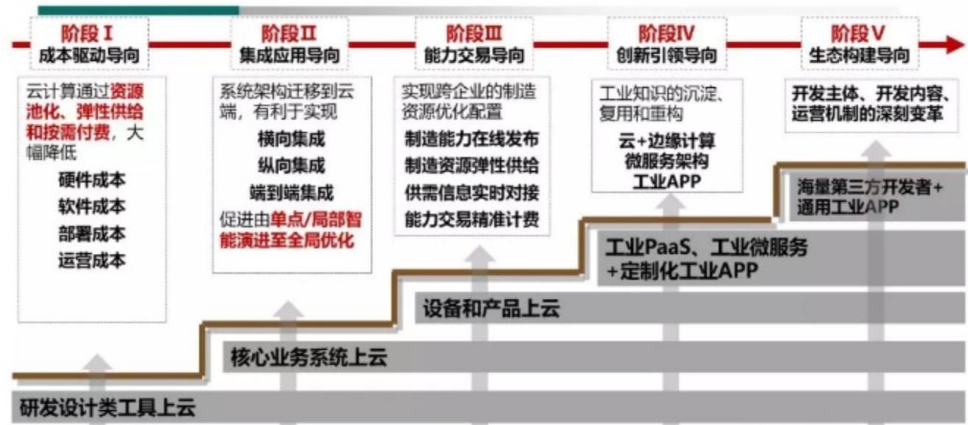 阶段Ⅰ
成本驱动导向
云计算通过资源
池化、弹性供给
和按需付费，大
幅降低
硬件成本
软件成本
部署成本
运营成本
研发设计类工具上云
阶段Ⅱ
集成应用导向
系统架构迁移到云
端，有利于实现
横向集成
纵向集成
端到端集成
促进由单点/局部智
能演进至全局优化
核心业务系统上云
阶段Ⅲ
能力交易导向
实现跨企业的制造
资源优化配置
制造能力在线发布
制造资源弹性供给
供需信息实时对接
能力交易精准计费
设备和产品上云
阶段Ⅳ
创新引领导向
工业知识的沉淀、
复用和重构
云+边缘计算
微服务架构
工业APP
工业PaaS、工业微服务
+定制化工业APP
阶段Ⅴ
生态构建导向
开发主体、开发内容、
运营机制的深刻变革
海量第三方开发者+
通用工业APP